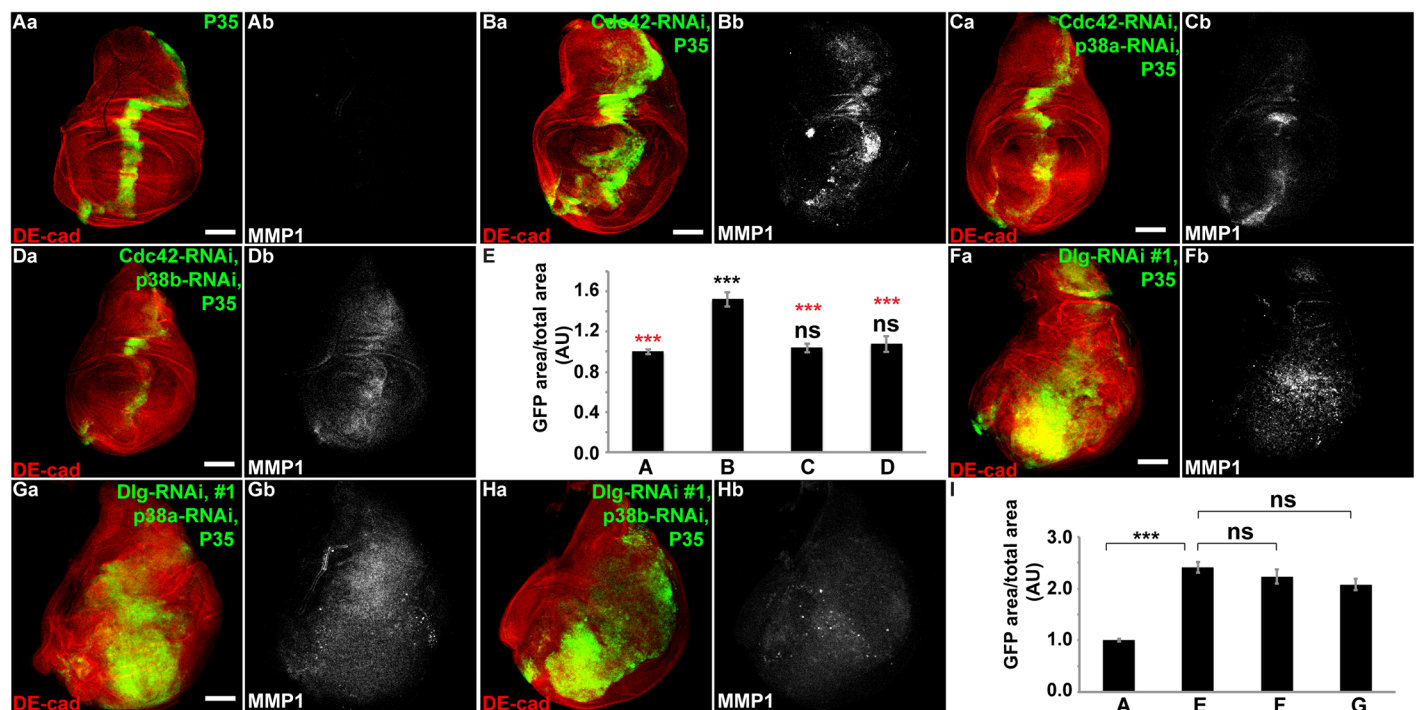 Aa
P35
DE-cad
Ab
MMP1
Ba
Cdc42-RNAi,
P35
DE-cad
Bb
MMP1
Ca
Cdc42-RNAi,
p38a-RNAi,
P35
DE-cad
Cb
MMP1
Da
Cdc42-RNAi,
p38b-RNAi,
P35
DE-cad
Db
MMP1
E
GFP area/total area
(AU)
1.6
1.2
0.8
0.4
0.0
***
***
***
ns
***
ns
A B C D
Fa
Dlg-RNAi #1,
P35
DE-cad
Fb
MMP1
Ga
Dlg-RNAi, #1
p38a-RNAi,
P35
DE-cad
Gb
MMP1
Ha
Dlg-RNAi #1,
p38b-RNAi,
P35
DE-cad
Hb
MMP1
I
GFP area/total area
(AU)
3.0
2.0
1.0
0.0
ns
*** ns
A E F G